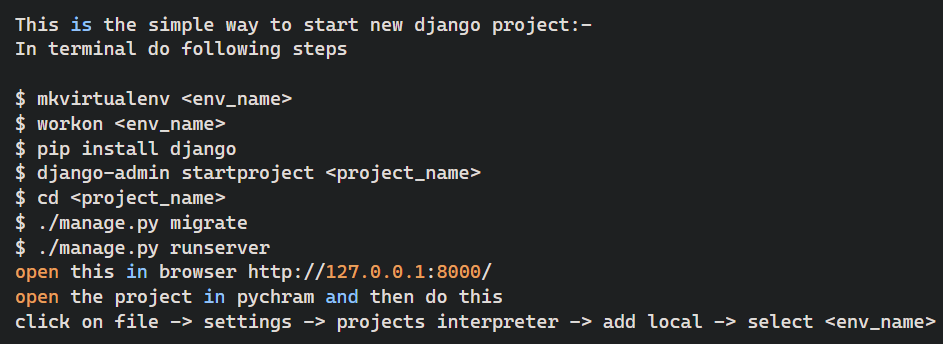 This is the simple way to start new django project:-
In terminal do following steps
$ mkvirtualenv <env_name>
$ workon <env_name>
$ pip install django
$ django-admin startproject <project_name>
$ cd <project_name>
$ ./manage.py migrate
$ ./manage.py runserver
open this in browser http://127.0.0.1:8000/
open the project in pychram and then do this
click on file -> settings -> projects interpreter -> add local -> select <env_name>